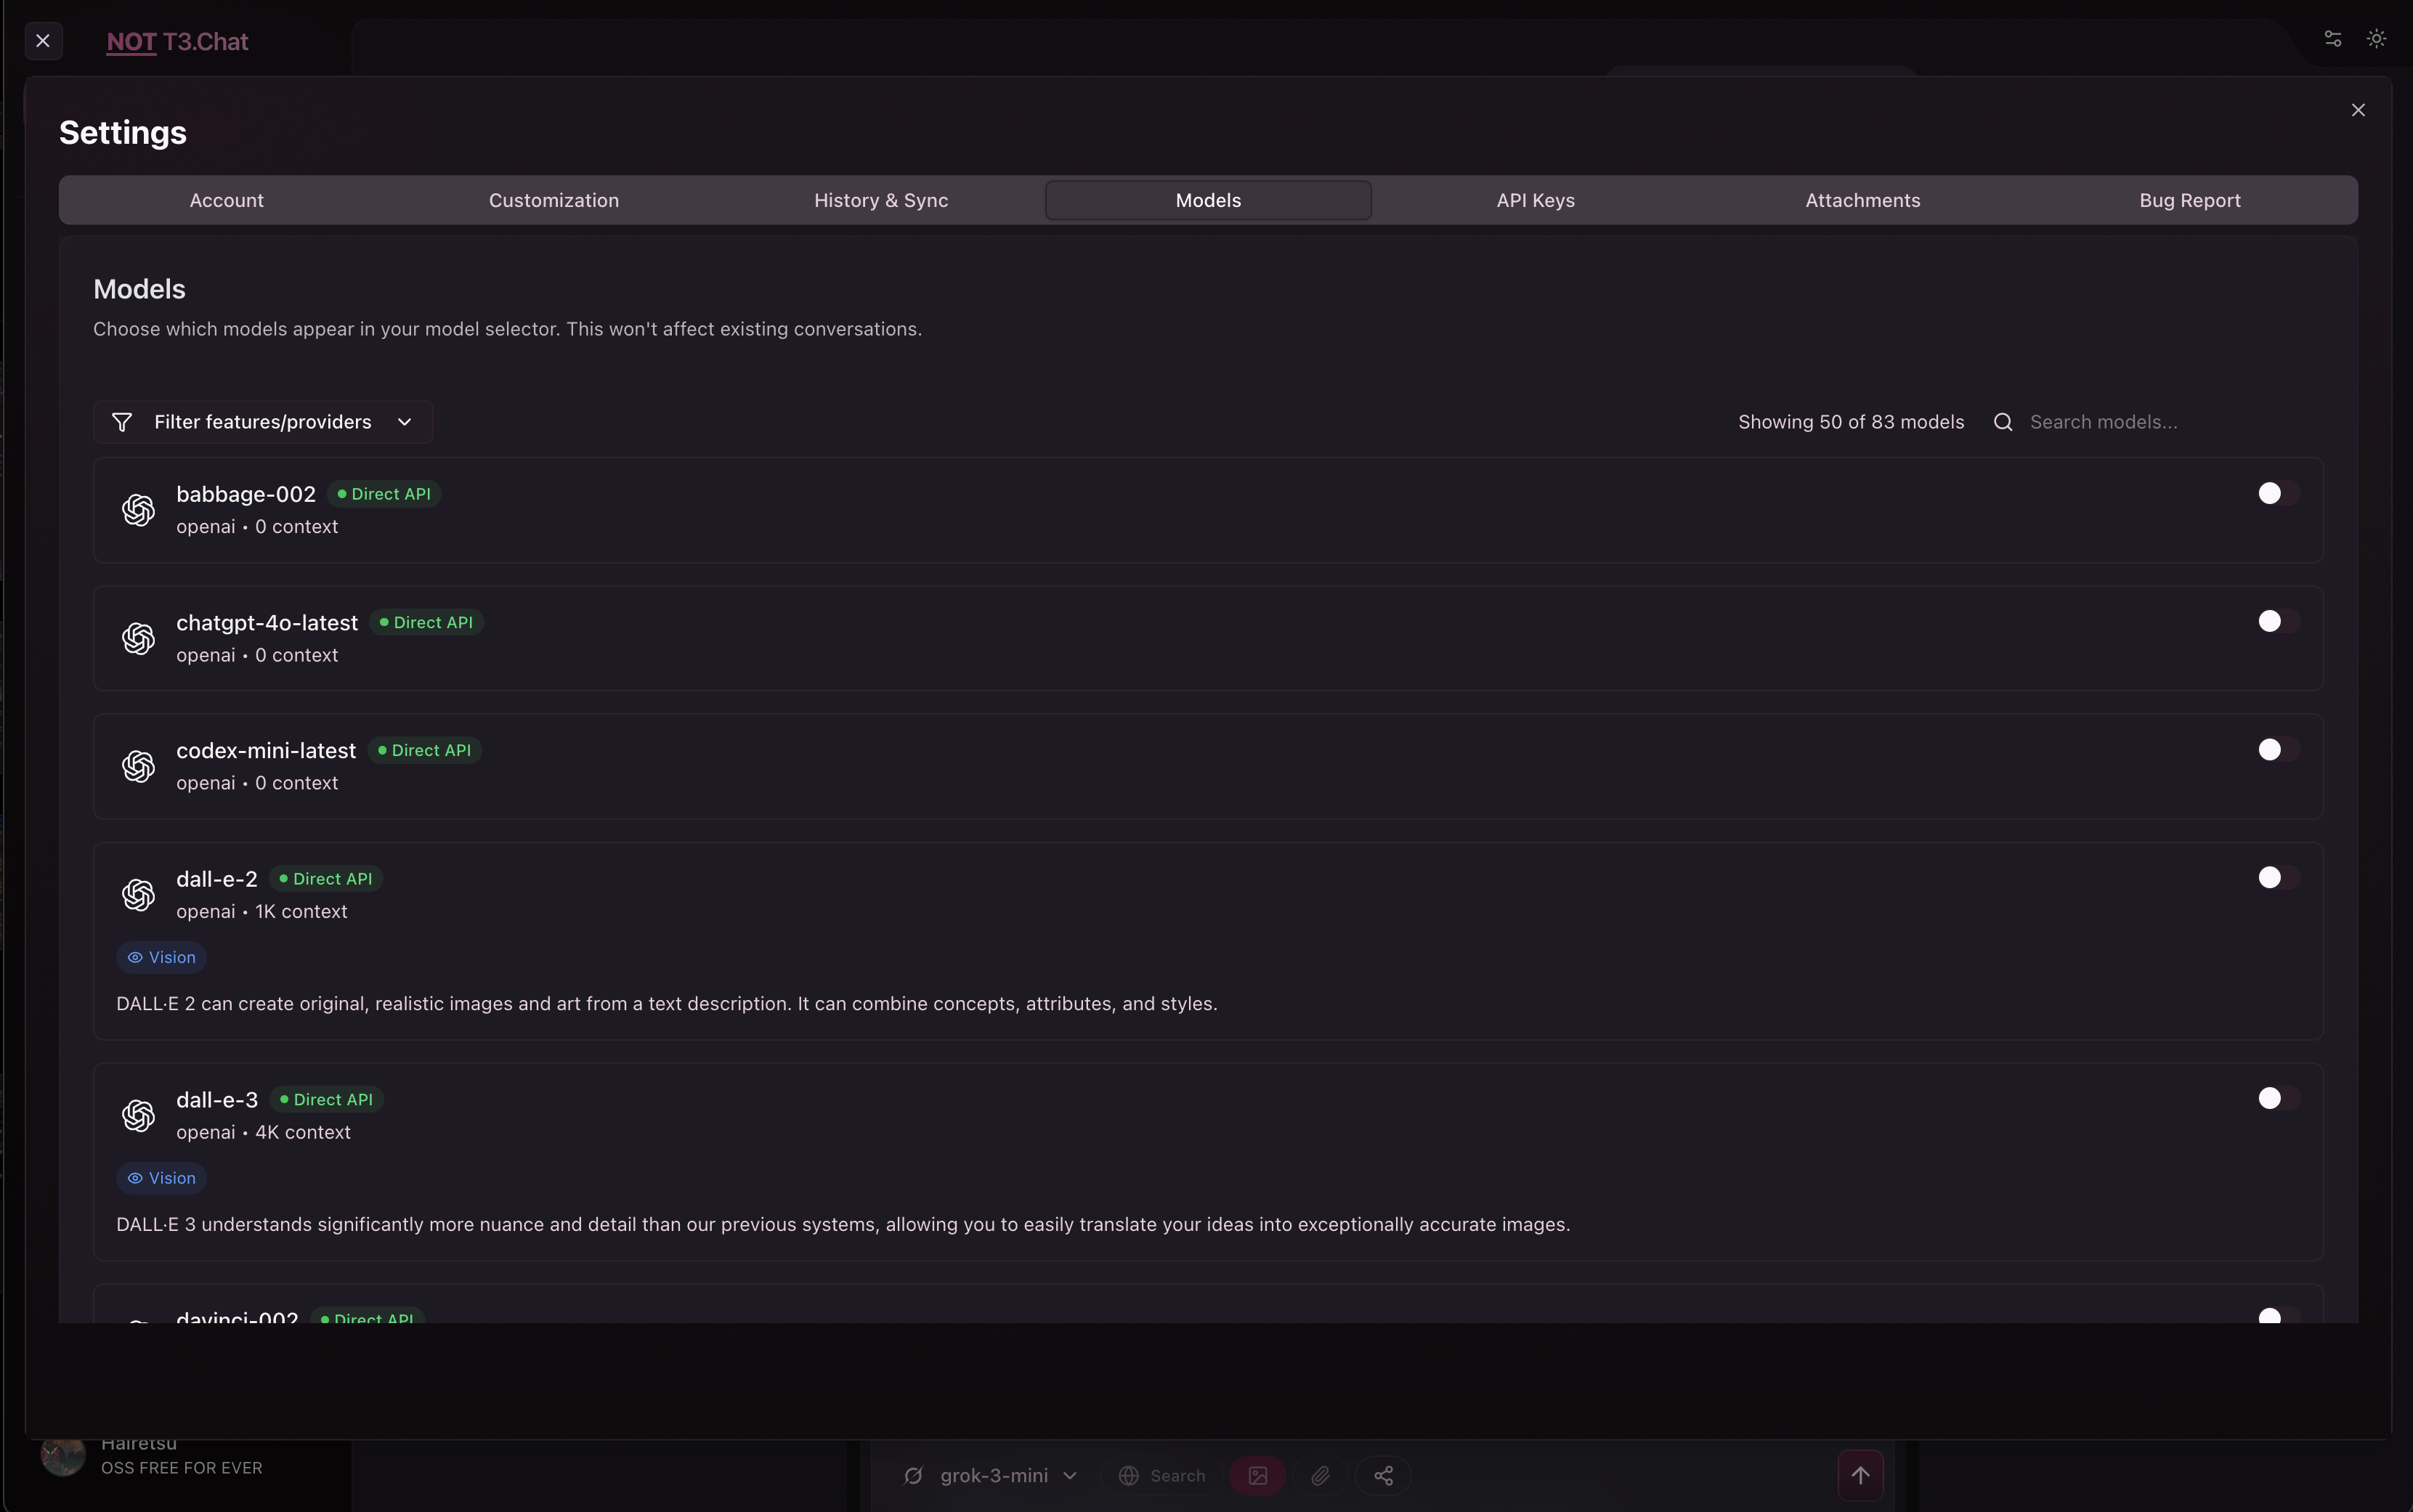 NOT T3.Chat
Settings
Account
Customization
History & Sync
Models
API Keys
Attachments
Bug Report
Models
Choose which models appear in your model selector. This won't affect existing conversations.
Filter features/providers
Showing 50 of 83 models
Search models...
babbage-002
Direct API
openai • 0 context
chatgpt-4o-latest
Direct API
openai • 0 context
codex-mini-latest
Direct API
openai • 0 context
dall-e-2
Direct API
openai • 1K context
Vision
DALL·E 2 can create original, realistic images and art from a text description. It can combine concepts, attributes, and styles.
dall-e-3
Direct API
openai • 4K context
Vision
DALL·E 3 understands significantly more nuance and detail than our previous systems, allowing you to easily translate your ideas into exceptionally accurate images.
davinci-002
Direct API
Hairetsu
OSS FREE FOR EVER
grok-3-mini
Search